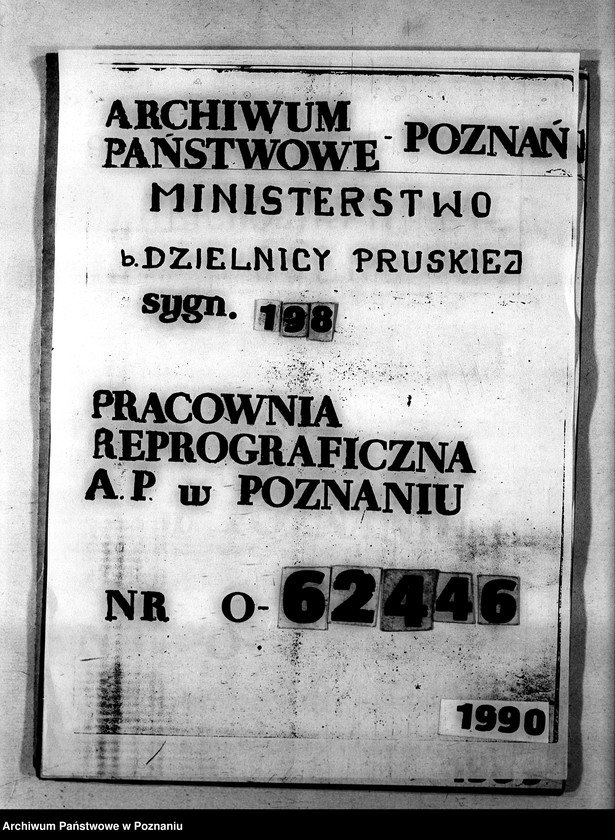 ARCHIWUM
PAŃSTWOWE - POZNAŃ
MINISTERSTWO
b. DZIELNICY PRUSKIEJ
sygn. 198
PRACOWNIA
REPROGRAFICZNA
A. P. w POZNANIU
NR O-62446
1990
Archiwum Państwowe w Poznaniu